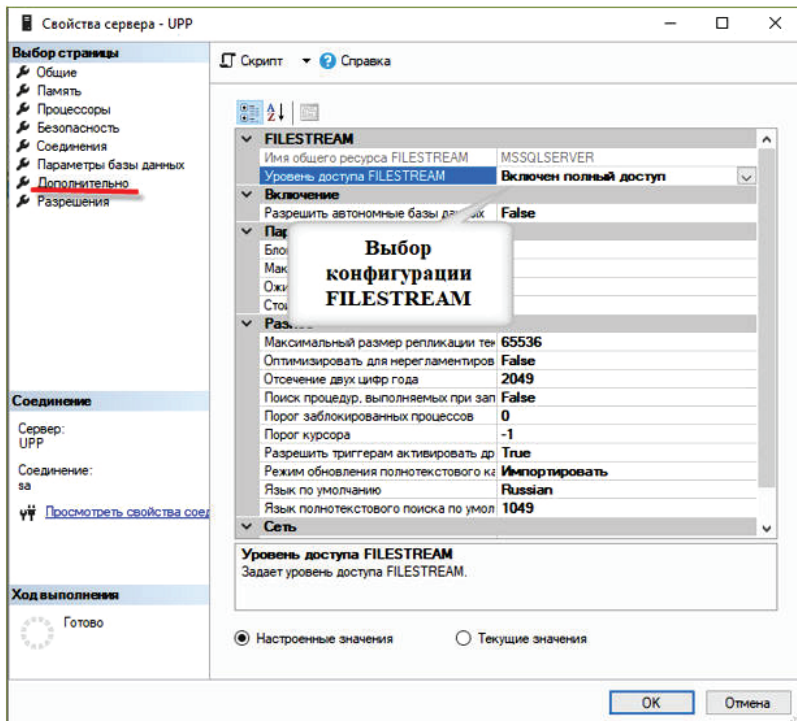 Свойства сервера - UPP
Выбор страницы
Общие
Память
Процессоры
Безопасность
Соединения
Параметры базы данных
Дополнительно
Разрешения
Скрипт
Справка
FILESTREAM
Имя общего ресурса FILESTREAM MSSQLSERVER
Уровень доступа FILESTREAM Включен полный доступ
Включение
Разрешить автономные базы False
Выбор
конфигурации
FILESTREAM
Максимальный размер репликации тек 65536
Оптимизировать для нерегламентиров False
Отсечение двух цифр года 2049
Поиск процедур, выполняемых при зап False
Порог заблокированных процессов 0
Порог курсора -1
Разрешить триггерам активировать др True
Режим обновления полнотекстового ка Импортировать
Язык по умолчанию Russian
Язык полнотекстового поиска по умол 1049
Сеть
Уровень доступа FILESTREAM
Задает уровень доступа FILESTREAM.
Настроенные значения
Текущие значения
Соединение
Сервер:
UPP
Соединение:
sa
Просмотреть свойства соед
Ход выполнения
Готово
OK
Отмена